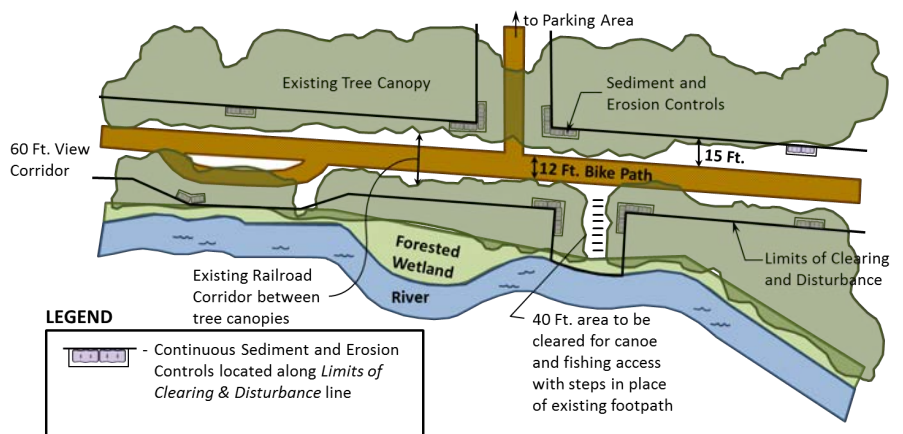 to Parking Area
Existing Tree Canopy
Sediment and
Erosion Controls
60 Ft. View
Corridor
15 Ft.
12 Ft. Bike Path
Forested
Wetland
River
Limits of Clearing
and Disturbance
Existing Railroad
Corridor between
tree canopies
40 Ft. area to be
cleared for canoe
and fishing access
with steps in place
of existing footpath
LEGEND
- Continuous Sediment and Erosion
Controls located along Limits of
Clearing & Disturbance line